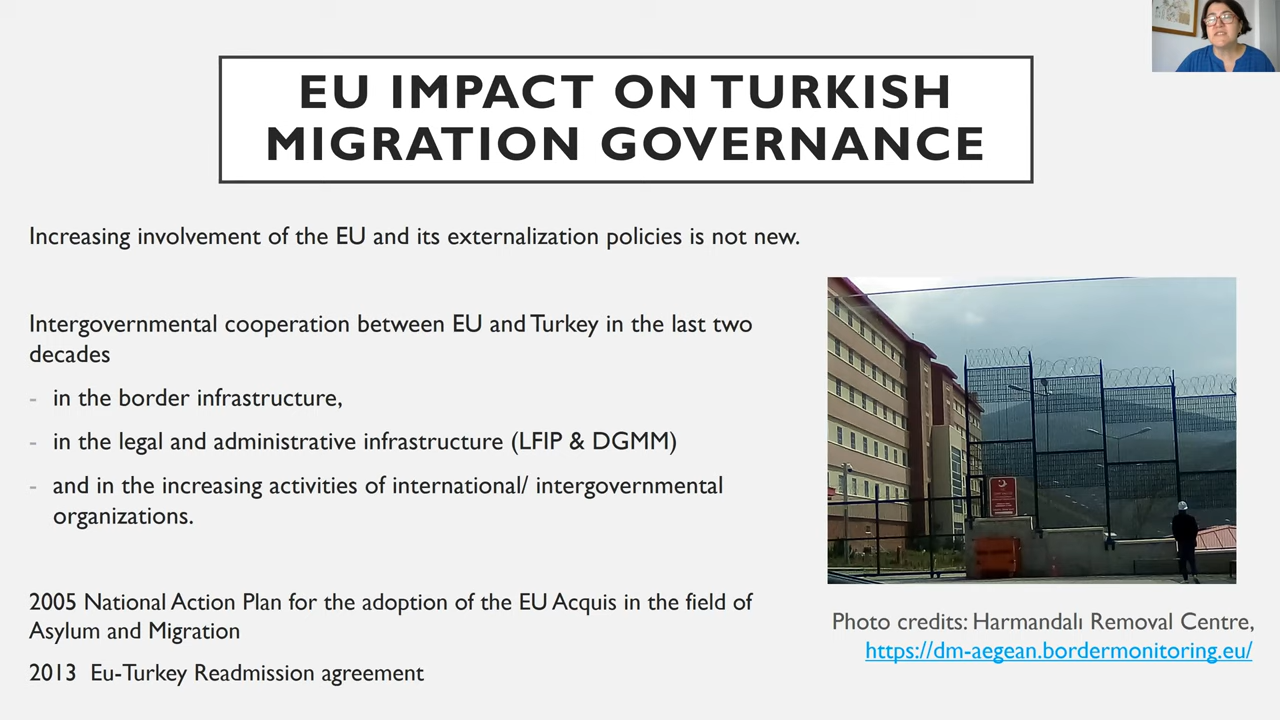 EU IMPACT ON TURKISH
MIGRATION GOVERNANCE
Increasing involvement of the EU and its externalization policies is not new.
Intergovernmental cooperation between EU and Turkey in the last two
decades
- in the border infrastructure,
- in the legal and administrative infrastructure (LFIP & DGMM)
- and in the increasing activities of international/ intergovernmental
organizations.
2005 National Action Plan for the adoption of the EU Acquis in the field of
Asylum and Migration
2013 Eu-Turkey Readmission agreement
Photo credits: Harmandalı Removal Centre,
https://dm-aegean.bordermonitoring.eu/